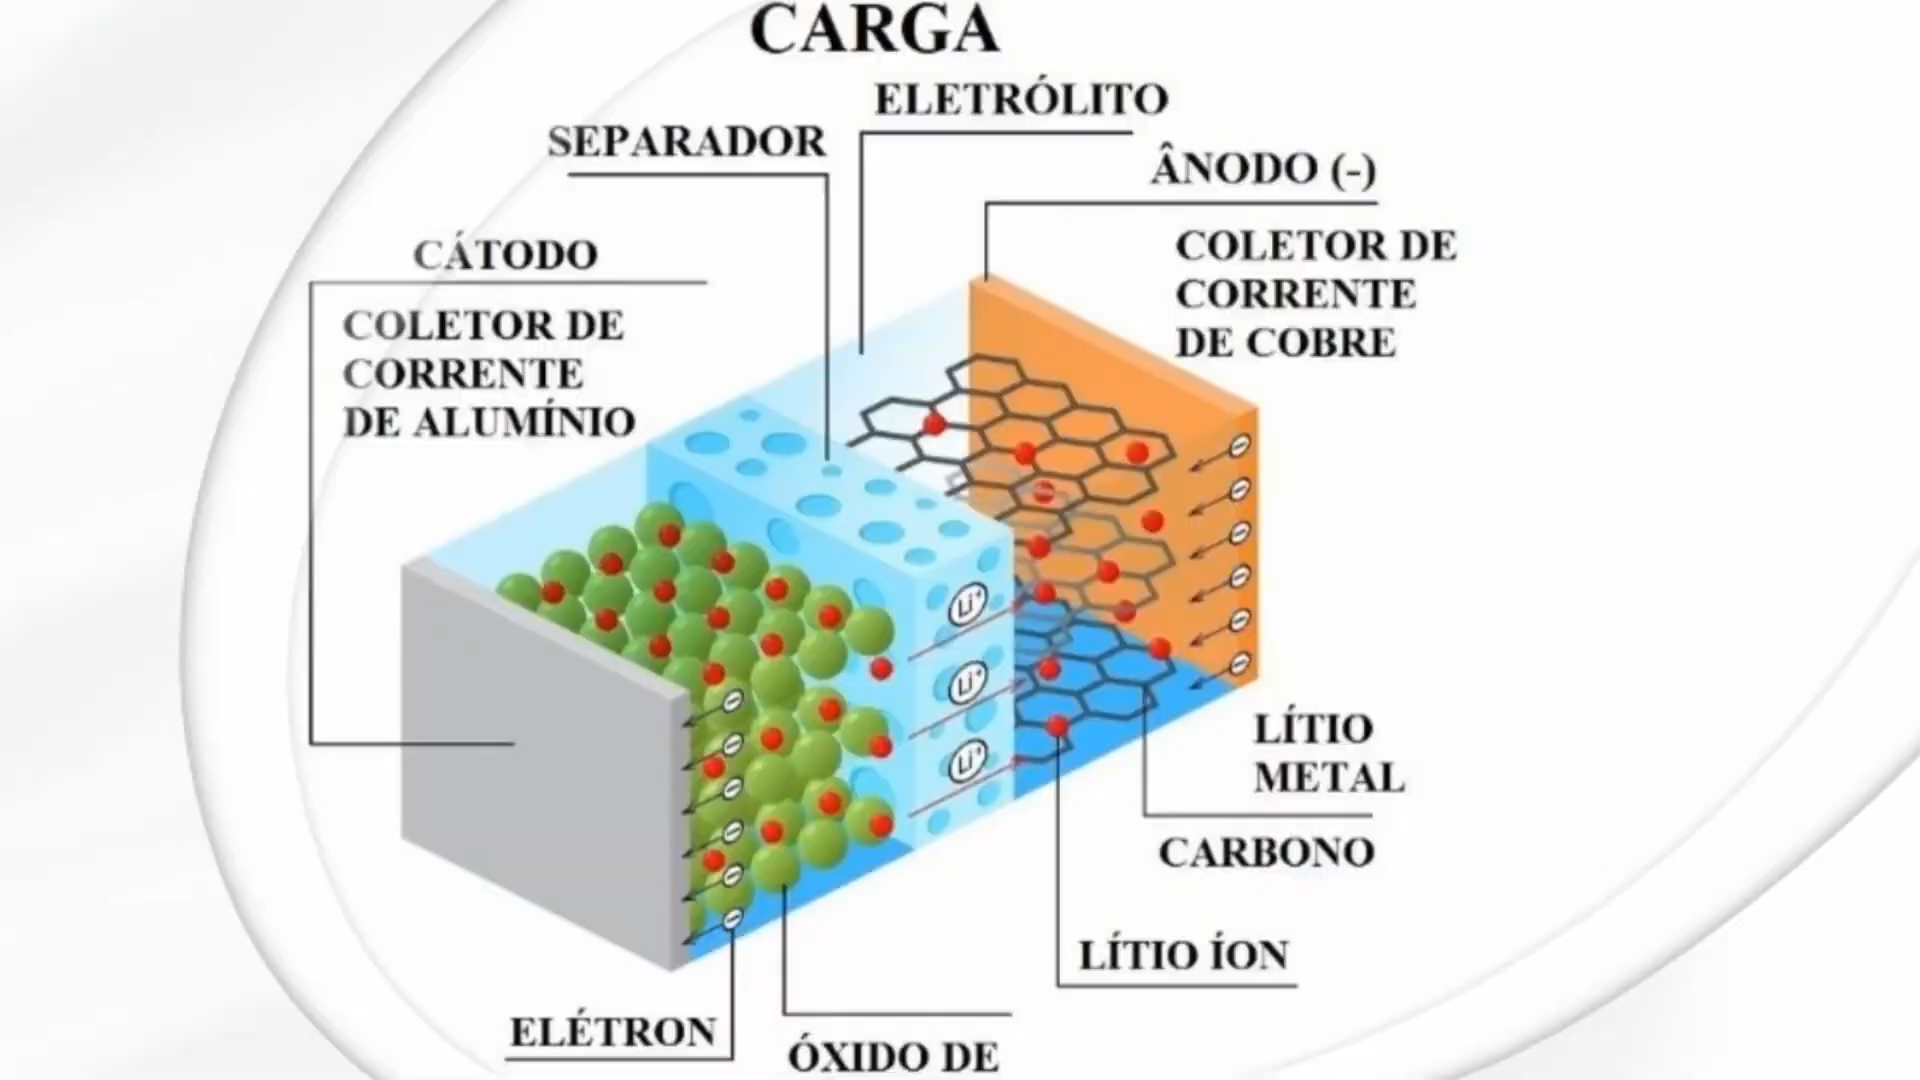 CARGA
ELETRÓLITO
SEPARADOR
ÂNODO (-)
COLETOR DE
CORRENTE
DE COBRE
CÁTODO
COLETOR DE
CORRENTE
DE ALUMÍNIO
Li+
Li+
Li+
LÍTIO
METAL
CARBONO
LÍTIO ÍON
ELÉTRON
ÓXIDO DE